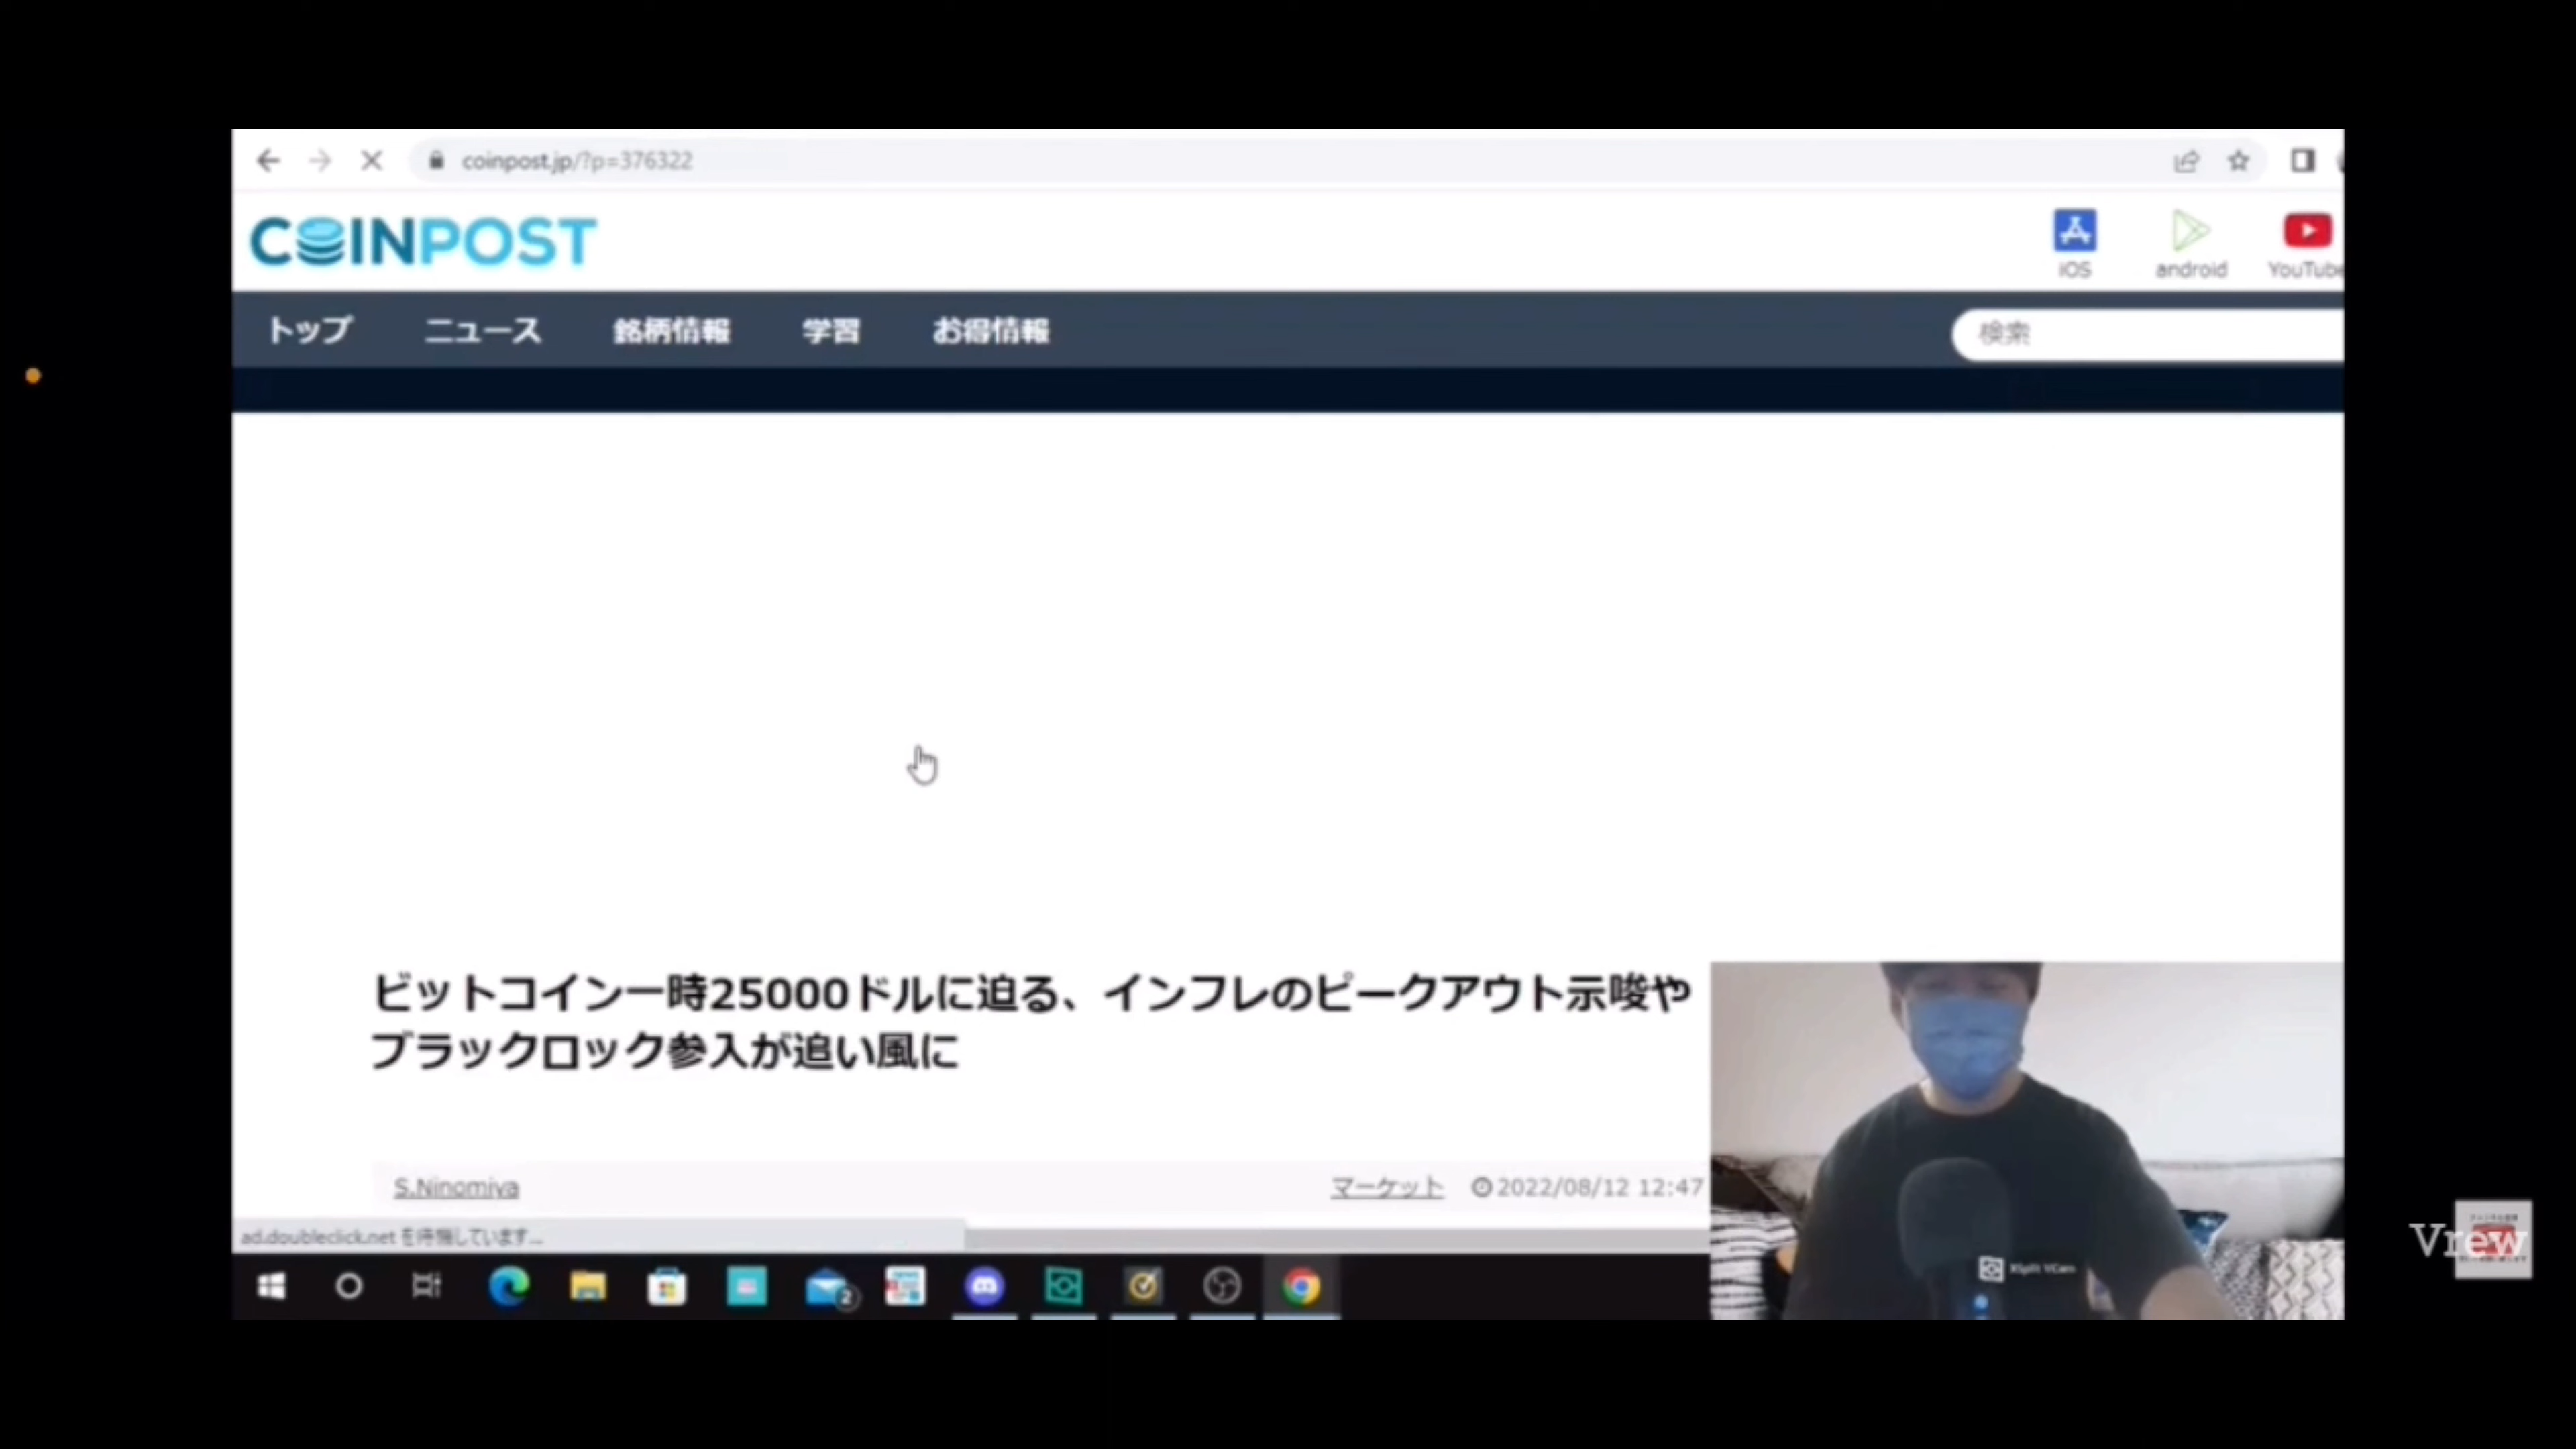 coinpost.jp/?p=376322
COINPOST
iOS
android
YouTube
トップ
ニュース
銘柄情報
学習
お得情報
検索
ビットコイン一時25000ドルに迫る、インフレのピークアウト示唆や
ブラックロック参入が追い風に
S.Ninomiya
マーケット
2022/08/12 12:47
ad.doubleclick.net を待機しています...
2
XSplit VCam
Vrew